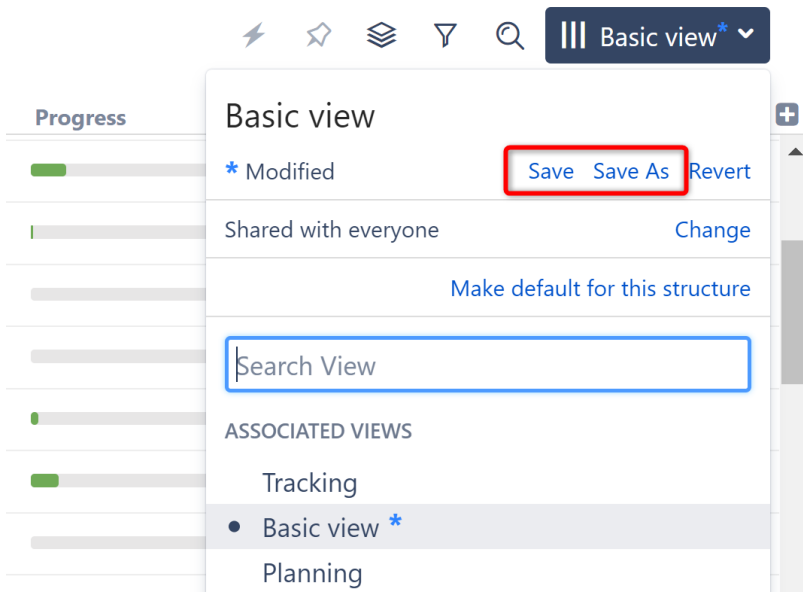 Basic view*
Progress
Basic view
* Modified Save Save As Revert
Shared with everyone Change
Make default for this structure
Search View
ASSOCIATED VIEWS
Tracking
Basic view *
Planning